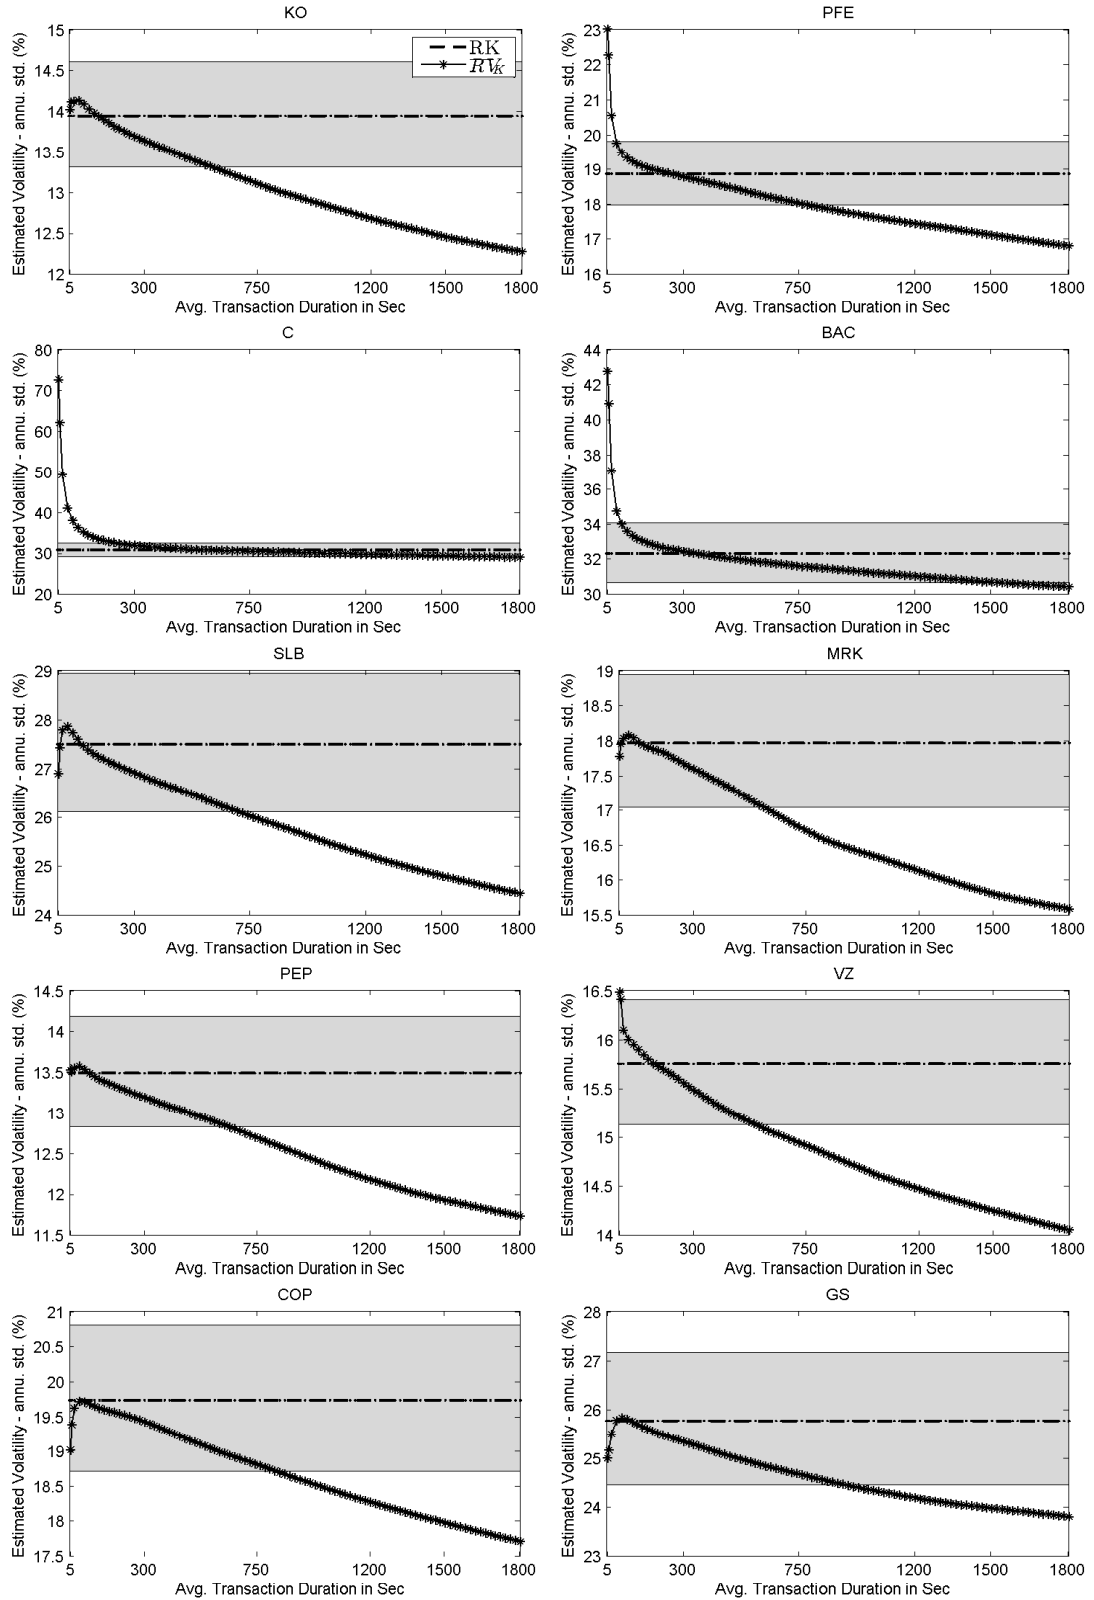 KO
Estimated Volatility - annu. std. (%)
15
14.5
14
13.5
13
12.5
12
RK
RV_K
5 300 750 1200 1500 1800
Avg. Transaction Duration in Sec
PFE
Estimated Volatility - annu. std. (%)
23
22
21
20
19
18
17
16
5 300 750 1200 1500 1800
Avg. Transaction Duration in Sec
C
Estimated Volatility - annu. std. (%)
80
70
60
50
40
30
20
5 300 750 1200 1500 1800
Avg. Transaction Duration in Sec
BAC
Estimated Volatility - annu. std. (%)
44
42
40
38
36
34
32
30
5 300 750 1200 1500 1800
Avg. Transaction Duration in Sec
SLB
Estimated Volatility - annu. std. (%)
29
28
27
26
25
24
5 300 750 1200 1500 1800
Avg. Transaction Duration in Sec
MRK
Estimated Volatility - annu. std. (%)
19
18.5
18
17.5
17
16.5
16
15.5
5 300 750 1200 1500 1800
Avg. Transaction Duration in Sec
PEP
Estimated Volatility - annu. std. (%)
14.5
14
13.5
13
12.5
12
11.5
5 300 750 1200 1500 1800
Avg. Transaction Duration in Sec
VZ
Estimated Volatility - annu. std. (%)
16.5
16
15.5
15
14.5
14
5 300 750 1200 1500 1800
Avg. Transaction Duration in Sec
COP
Estimated Volatility - annu. std. (%)
21
20.5
20
19.5
19
18.5
18
17.5
5 300 750 1200 1500 1800
Avg. Transaction Duration in Sec
GS
Estimated Volatility - annu. std. (%)
28
27
26
25
24
23
5 300 750 1200 1500 1800
Avg. Transaction Duration in Sec